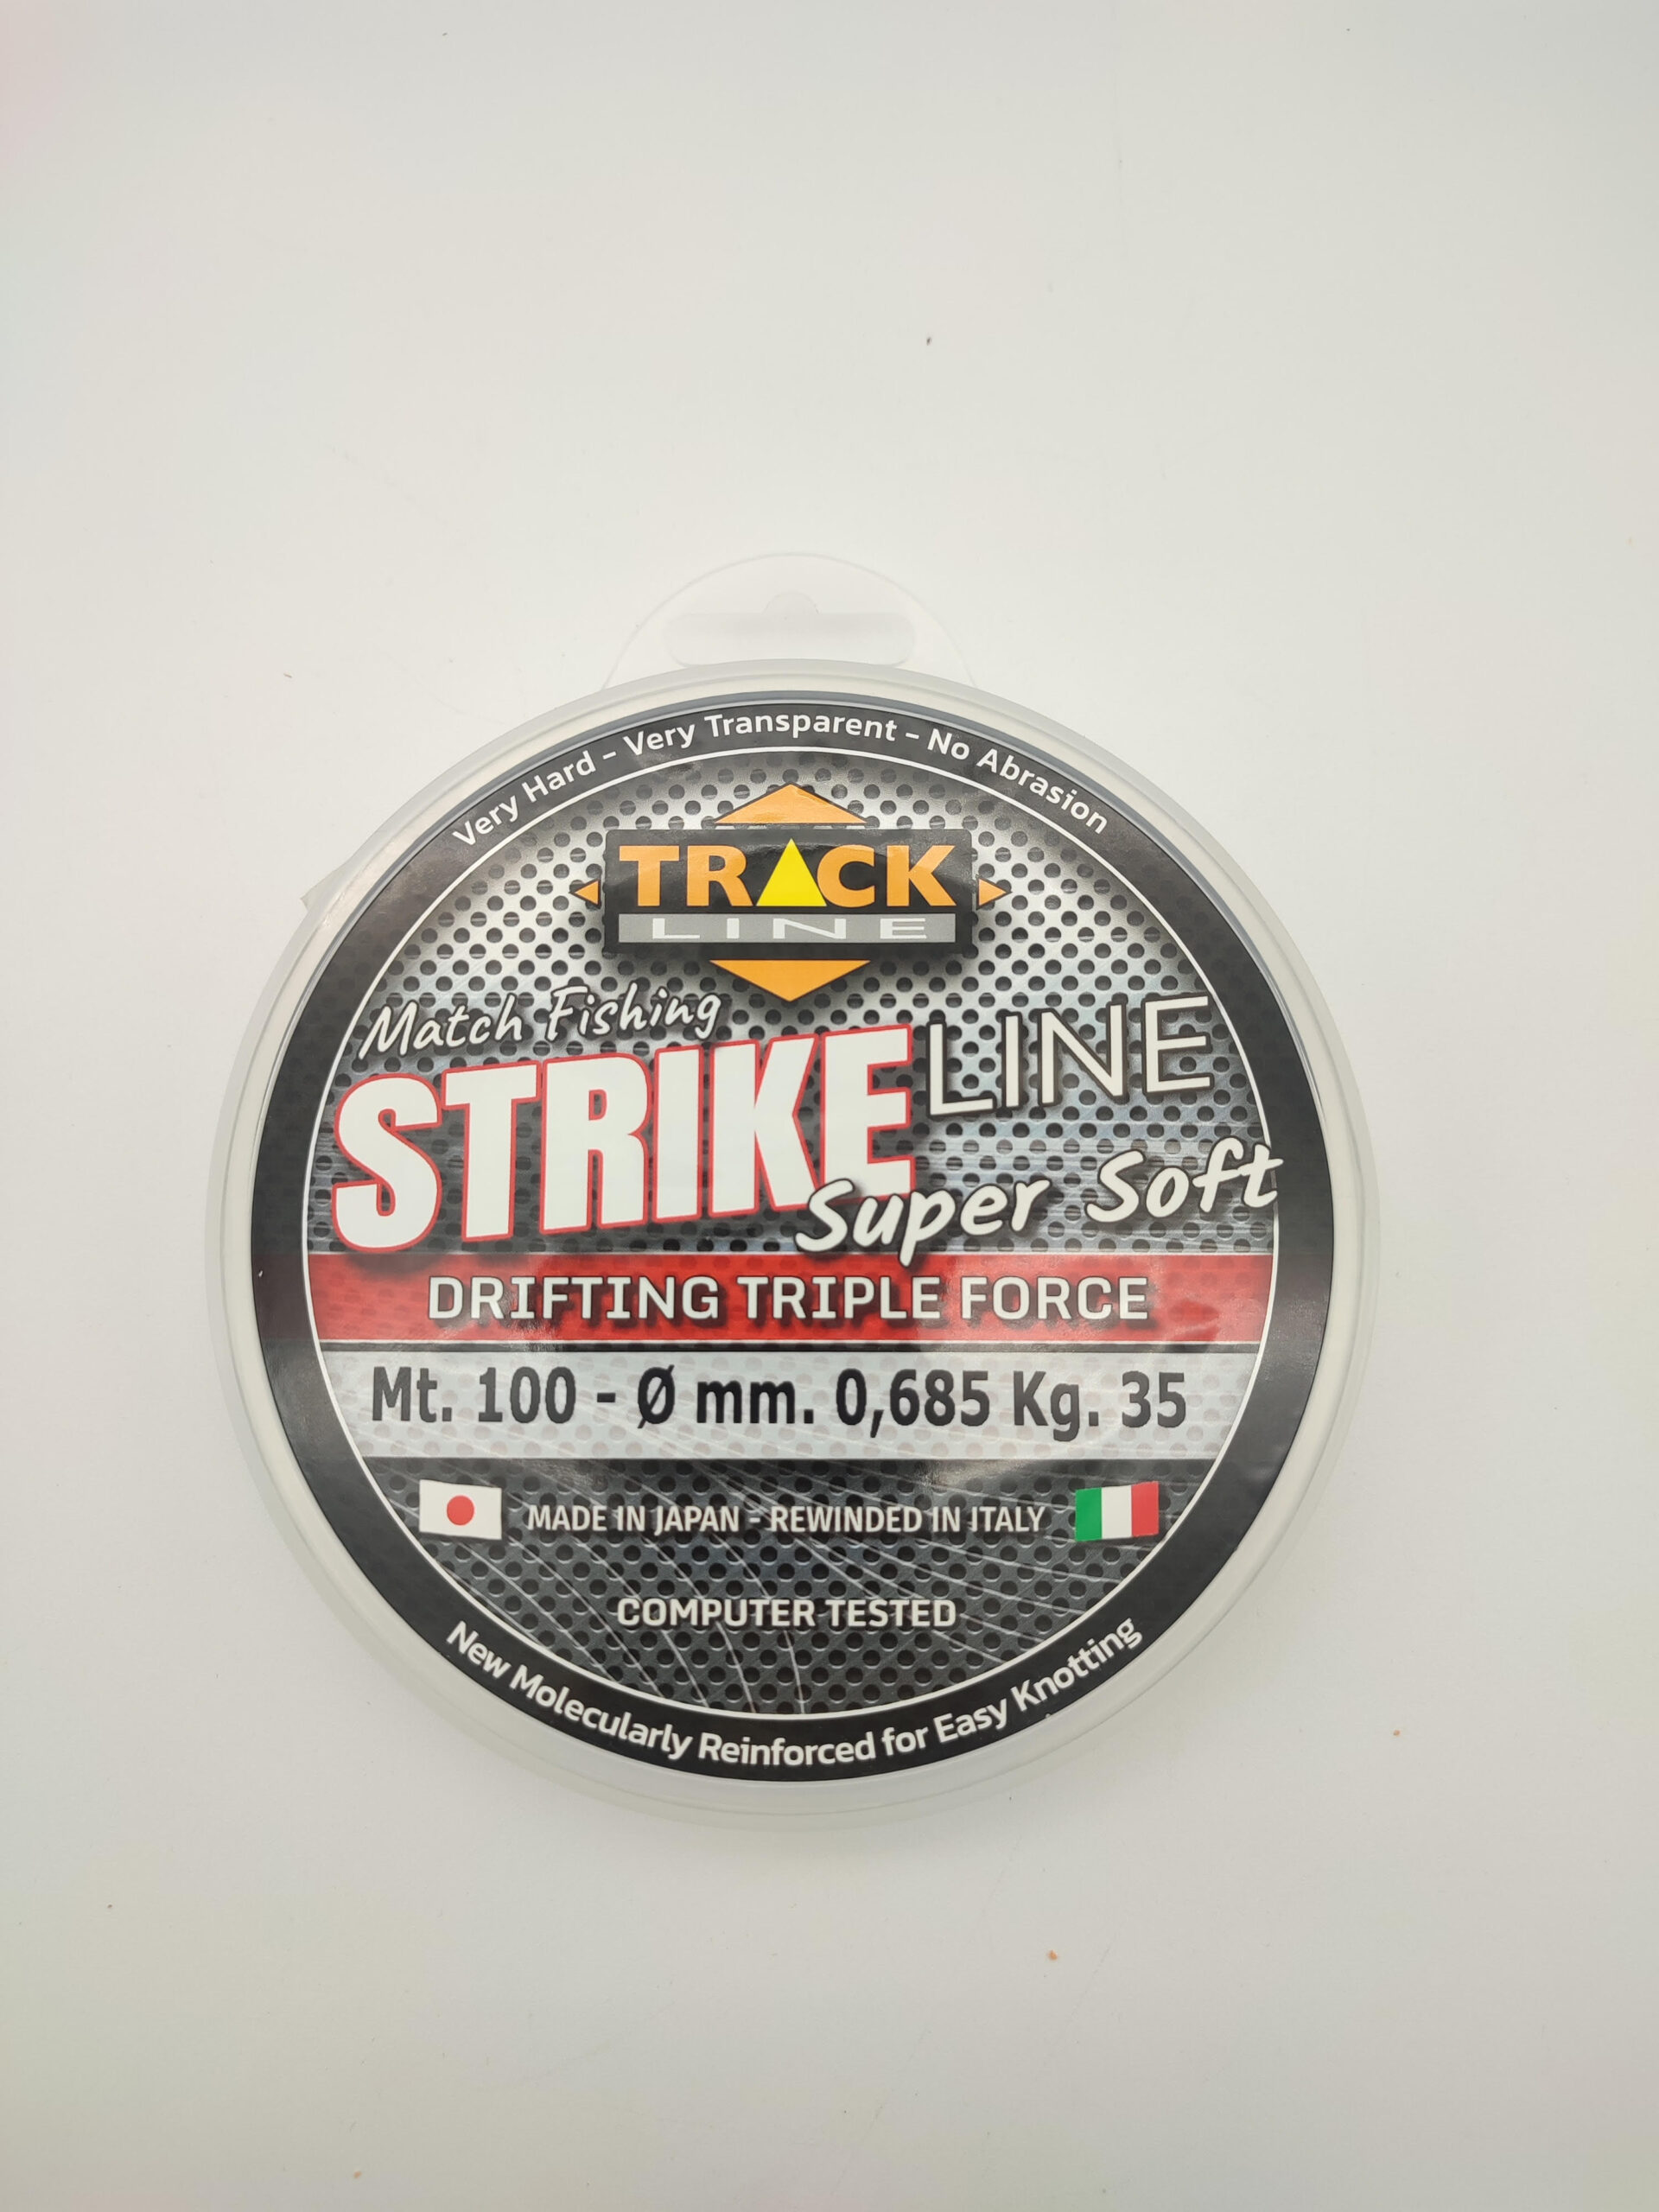 Very Hard - Very Transparent - No Abrasion
TRACK
LINE
Match Fishing
STRIKE LINE
Super Soft
DRIFTING TRIPLE FORCE
Mt. 100 - Ø mm. 0,685 Kg. 35
MADE IN JAPAN - REWINDED IN ITALY
COMPUTER TESTED
New Molecularly Reinforced for Easy Knotting